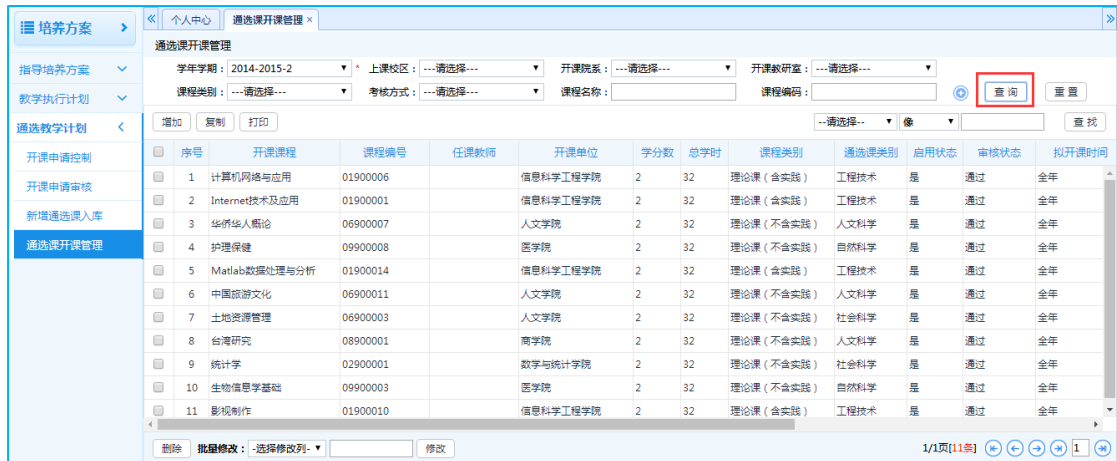 培养方案
指导培养方案
教学执行计划
通选教学计划
开课申请控制
开课申请审核
新增通选课入库
通选课开课管理
个人中心 通选课开课管理 ×
通选课开课管理
学年学期： 2014-2015-2 * 上课校区： ---请选择--- 开课院系： ---请选择--- 开课教研室： ---请选择---
课程类别： ---请选择--- 考核方式： ---请选择--- 课程名称： 课程编码： 查 询 重 置
增加 复制 打印 --请选择-- 像 查 找
序号 开课课程 课程编号 任课教师 开课单位 学分数 总学时 课程类别 通选课类别 启用状态 审核状态 拟开课时间
1 计算机网络与应用 01900006 信息科学工程学院 2 32 理论课（含实践） 工程技术 是 通过 全年
2 Internet技术及应用 01900001 信息科学工程学院 2 32 理论课（含实践） 工程技术 是 通过 全年
3 华侨华人概论 06900007 人文学院 2 32 理论课（不含实践） 人文科学 是 通过 全年
4 护理保健 09900008 医学院 2 32 理论课（不含实践） 自然科学 是 通过 全年
5 Matlab数据处理与分析 01900014 信息科学工程学院 2 32 理论课（含实践） 工程技术 是 通过 全年
6 中国旅游文化 06900011 人文学院 2 32 理论课（不含实践） 人文科学 是 通过 全年
7 土地资源管理 06900003 人文学院 2 32 理论课（不含实践） 社会科学 是 通过 全年
8 台湾研究 08900001 商学院 2 32 理论课（不含实践） 人文科学 是 通过 全年
9 统计学 02900001 数学与统计学院 2 32 理论课（不含实践） 社会科学 是 通过 全年
10 生物信息学基础 09900003 医学院 2 32 理论课（不含实践） 自然科学 是 通过 全年
11 影视制作 01900010 信息科学工程学院 2 32 理论课（含实践） 工程技术 是 通过 全年
删除 批量修改： -选择修改列- 修改 1/1页[11条] 1